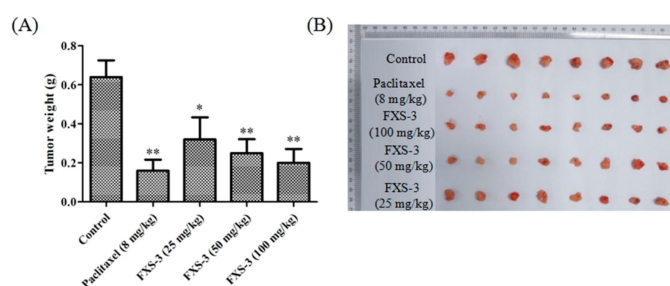 (A)
0.8
0.6
0.4
0.2
0.0
Tumor weight (g)
**
*
**
**
Control
Paclitaxel (8 mg/kg)
FXS-3 (25 mg/kg)
FXS-3 (50 mg/kg)
FXS-3 (100 mg/kg)
(B)
Control
Paclitaxel
(8 mg/kg)
FXS-3
(100 mg/kg)
FXS-3
(50 mg/kg)
FXS-3
(25 mg/kg)